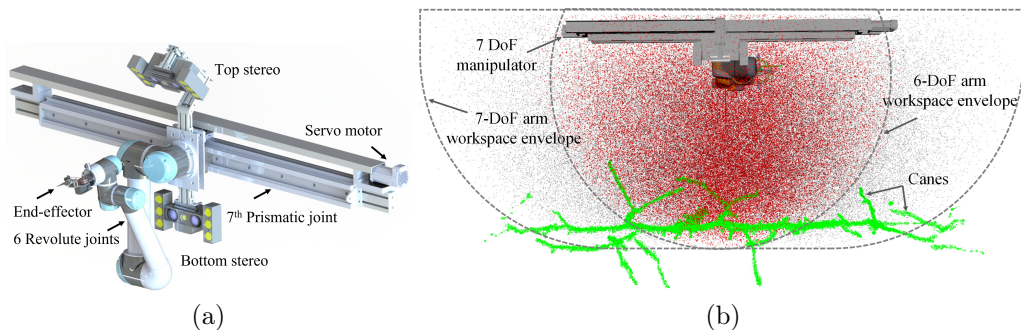 Top stereo
Servo motor
End-effector
6 Revolute joints
7th Prismatic joint
Bottom stereo
(a)
7 DoF
manipulator
6-DoF arm
workspace envelope
7-DoF arm
workspace envelope
Canes
(b)